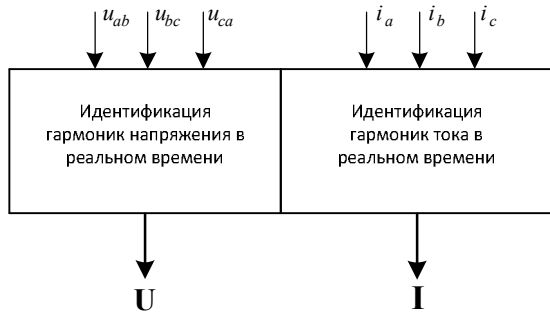 u_ab u_bc u_ca i_a i_b i_c
Идентификация
гармоник напряжения в
реальном времени
Идентификация
гармоник тока в
реальном времени
U I